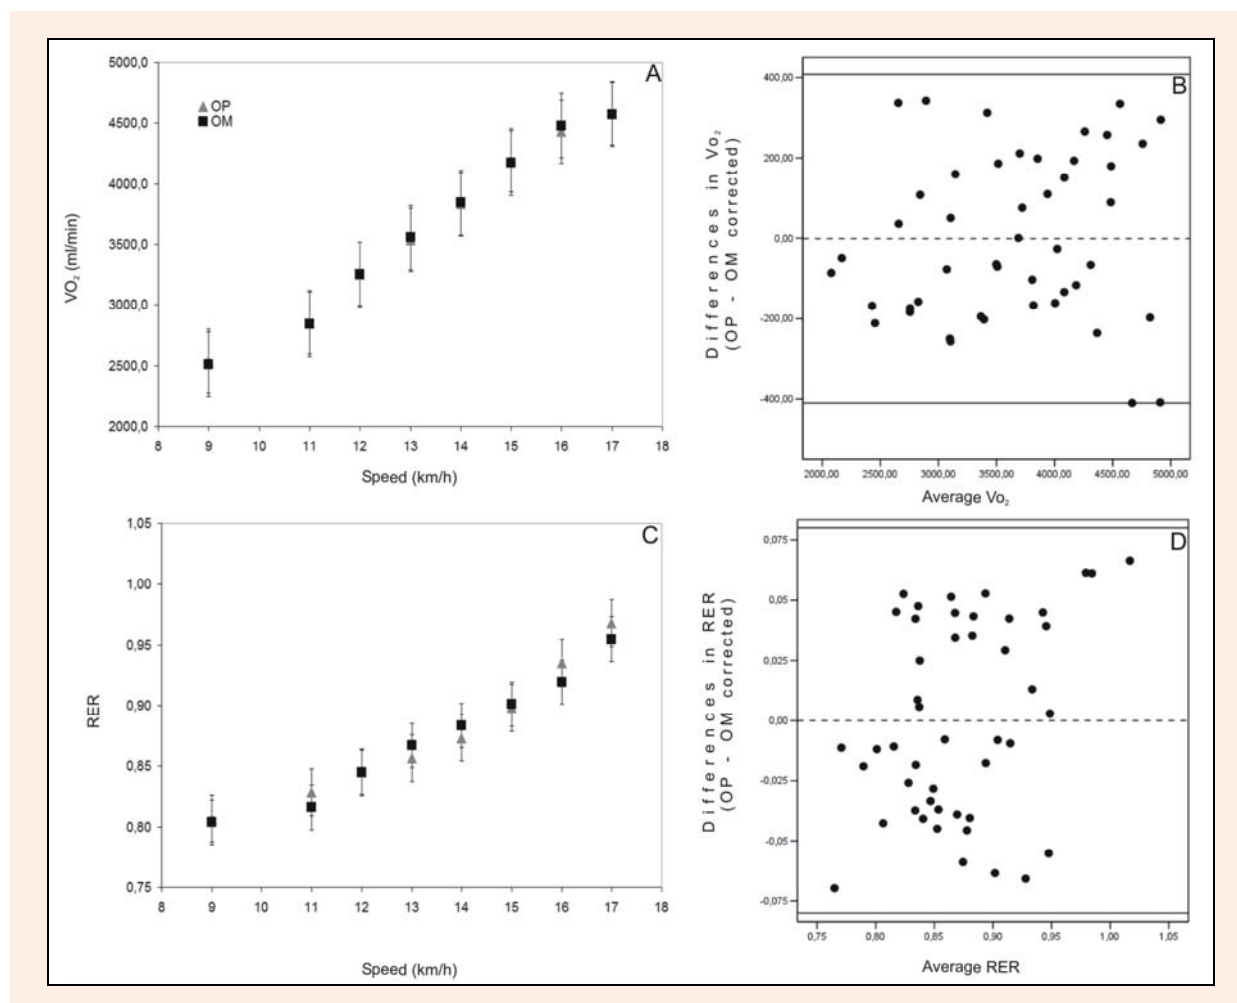 A
5000,0
4500,0
4000,0
3500,0
3000,0
2500,0
2000,0
VO₂ (ml/min)
OP
OM
8 9 10 11 12 13 14 15 16 17 18
Speed (km/h)
B
400,00
200,00
0,00
-200,00
-400,00
Differences in Vo₂
(OP - OM corrected)
2000,00 2500,00 3000,00 3500,00 4000,00 4500,00 5000,00
Average Vo₂
C
1,05
1,00
0,95
0,90
0,85
0,80
0,75
RER
8 9 10 11 12 13 14 15 16 17 18
Speed (km/h)
D
0,075
0,05
0,025
0,00
-0,025
-0,05
-0,075
Differences in RER
(OP - OM corrected)
0,75 0,80 0,85 0,90 0,95 1,00 1,05
Average RER